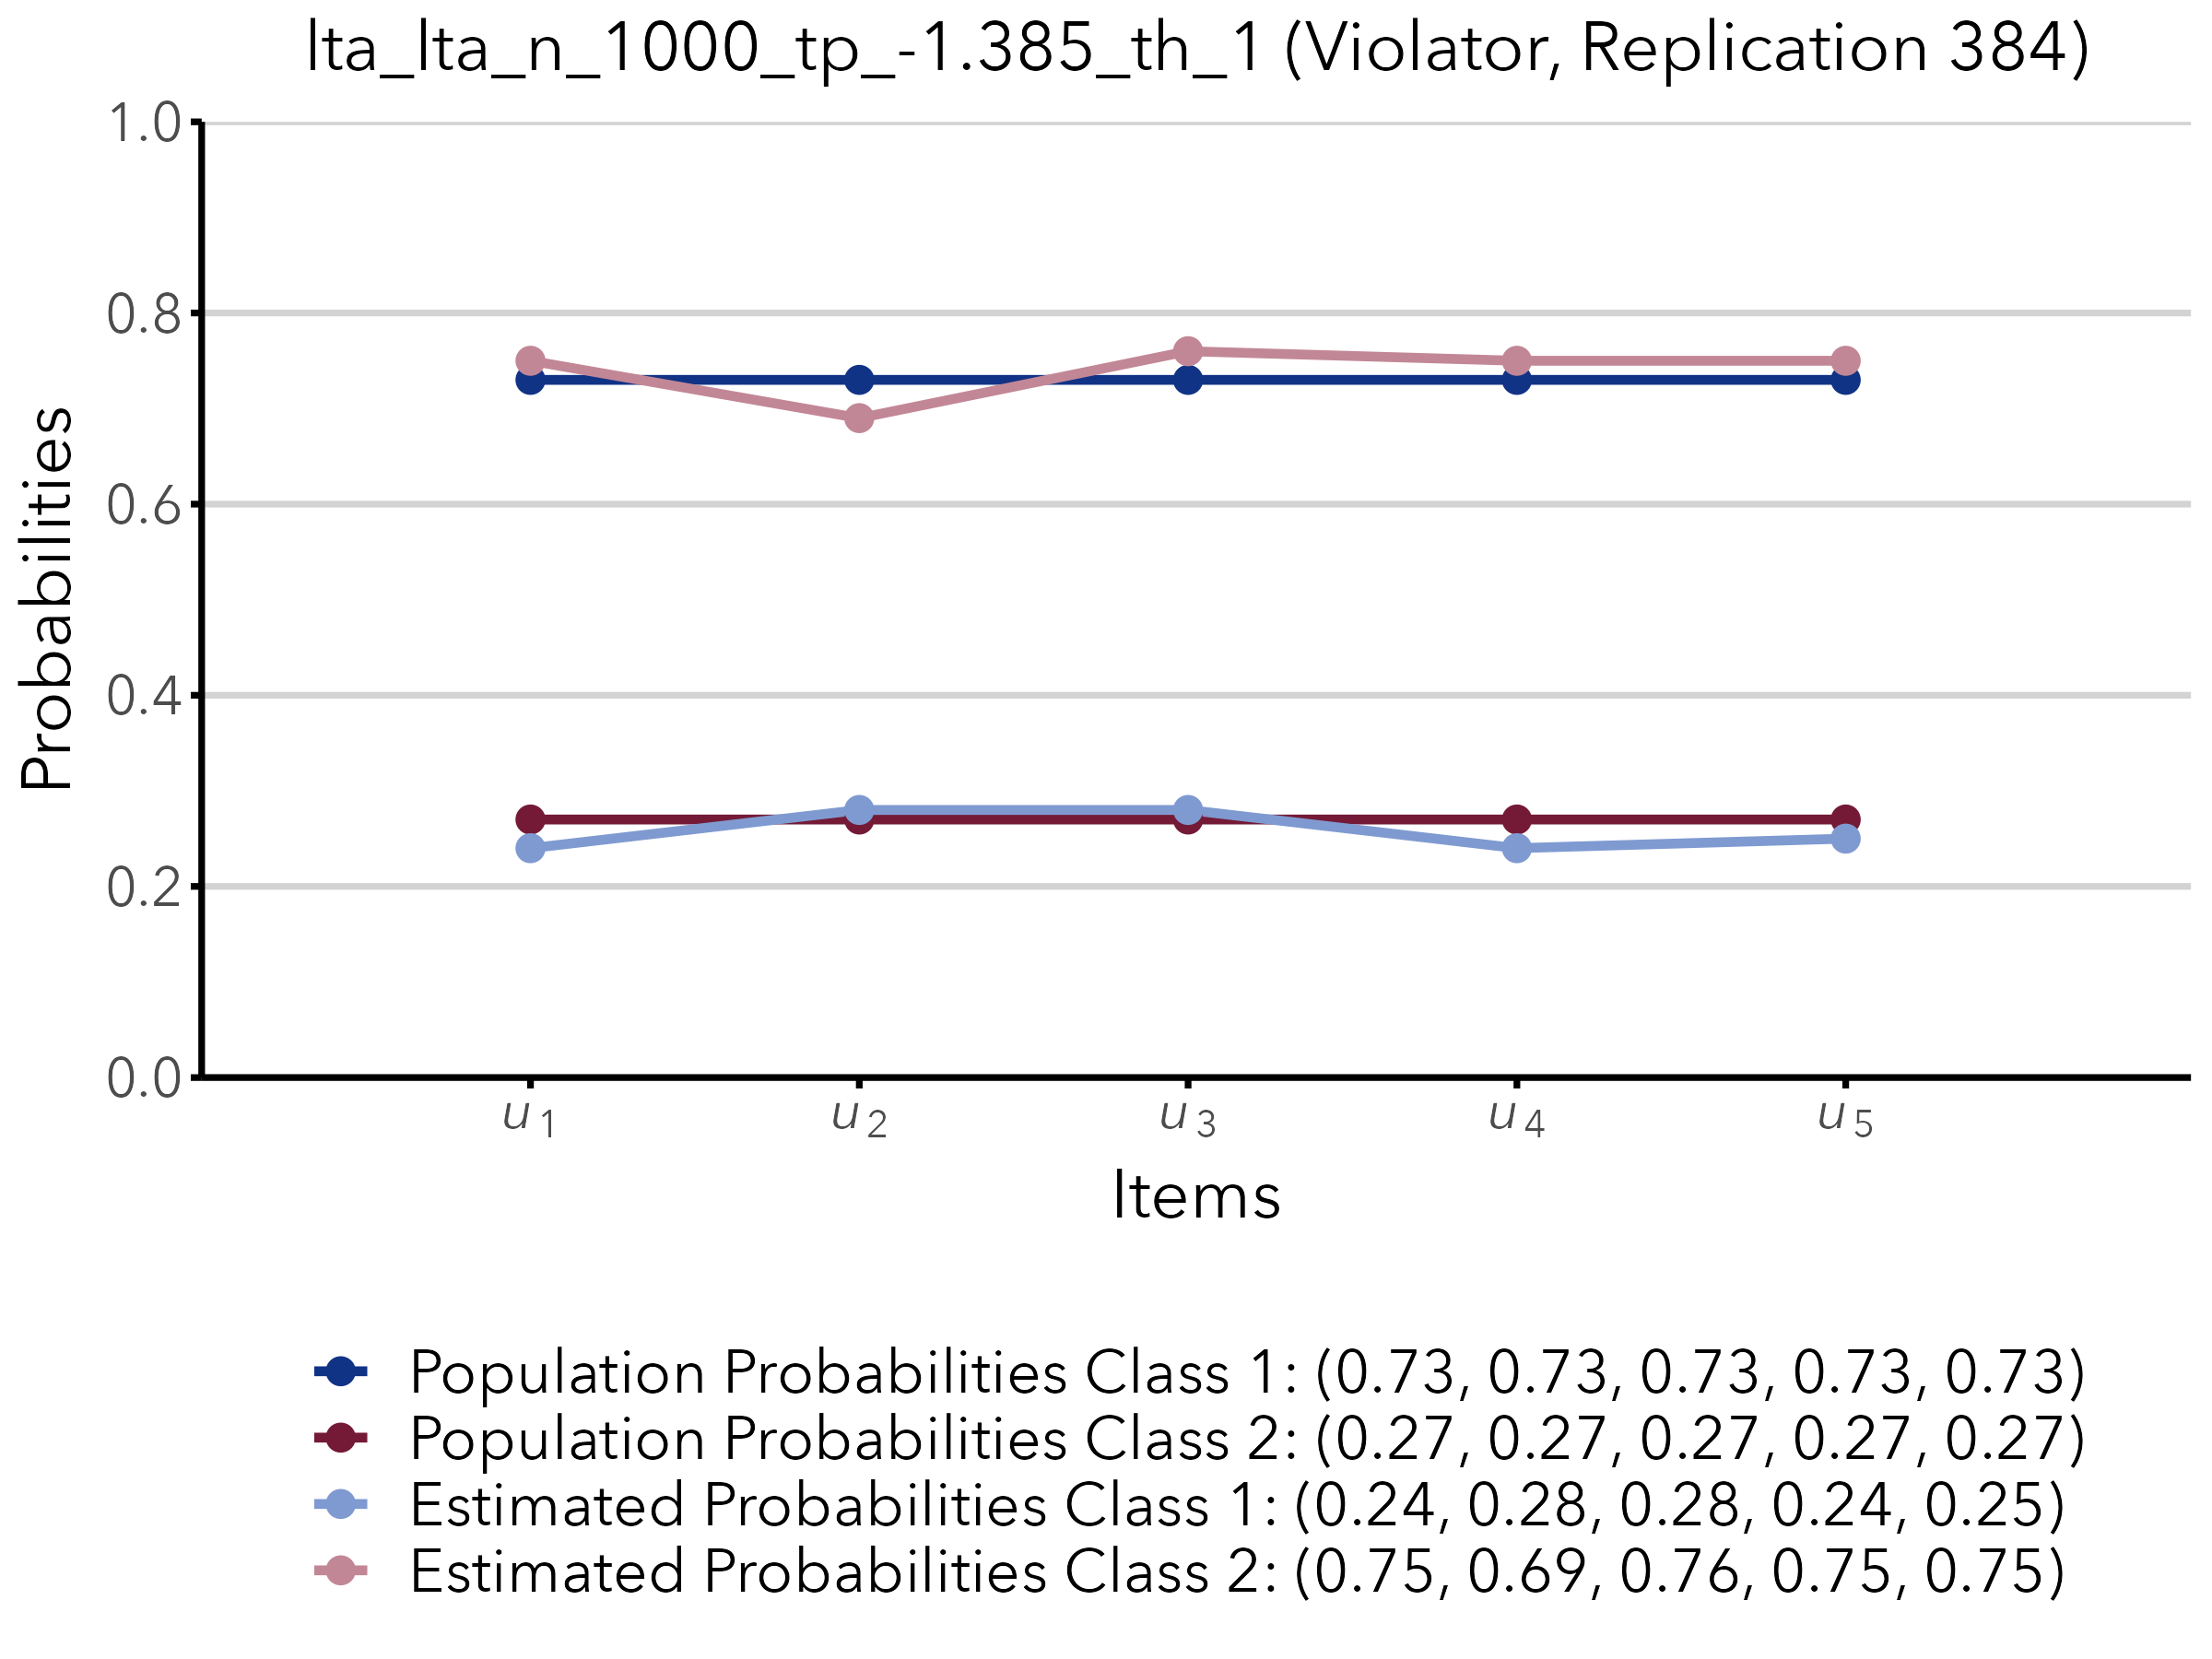 lta_lta_n_1000_tp_-1.385_th_1 (Violator, Replication 384)
1.0
0.8
0.6
0.4
0.2
0.0
Probabilities
u1 u2 u3 u4 u5
Items
Population Probabilities Class 1: (0.73, 0.73, 0.73, 0.73, 0.73)
Population Probabilities Class 2: (0.27, 0.27, 0.27, 0.27, 0.27)
Estimated Probabilities Class 1: (0.24, 0.28, 0.28, 0.24, 0.25)
Estimated Probabilities Class 2: (0.75, 0.69, 0.76, 0.75, 0.75)